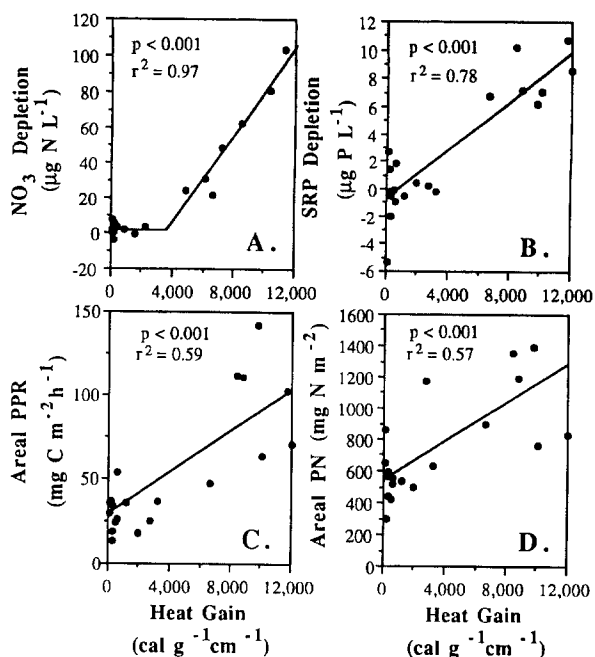 120
100
80
60
40
20
0
-20
NO3 Depletion
(µg N L-1)
p < 0.001
r2 = 0.97
A.
0
4,000
8,000
12,000
12
10
8
6
4
2
0
-2
-4
-6
SRP Depletion
(µg P L-1)
p < 0.001
r2 = 0.78
B.
0
4,000
8,000
12,000
150
100
50
0
Areal PPR
(mg C m-2h-1)
p < 0.001
r2 = 0.59
C.
0
4,000
8,000
12,000
Heat Gain
(cal g -1cm-1)
1600
1400
1200
1000
800
600
400
200
0
Areal PN (mg N m-2)
p < 0.001
r2 = 0.57
D.
0
4,000
8,000
12,000
Heat Gain
(cal g -1cm-1)